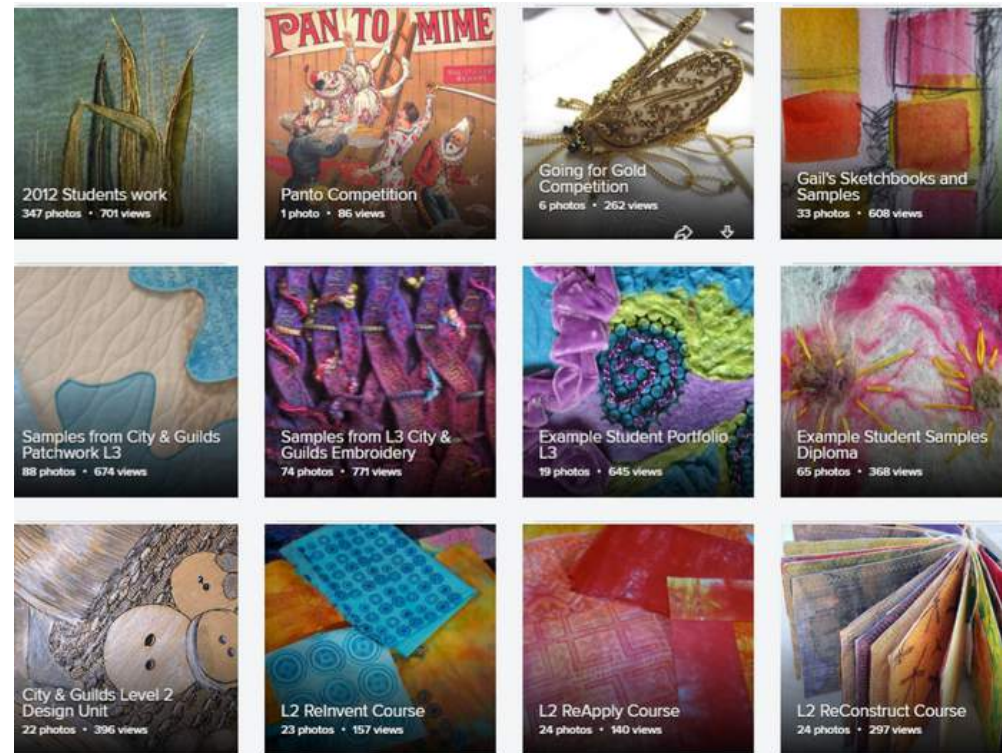 PANTO MIME
2012 Students work
347 photos • 701 views
Panto Competition
1 photo • 86 views
Going for Gold
Competition
6 photos • 262 views
Gail's Sketchbooks and
Samples
33 photos • 608 views
Samples from City & Guilds
Patchwork L3
88 photos • 674 views
Samples from L3 City &
Guilds Embroidery
74 photos • 771 views
Example Student Portfolio
L3
19 photos • 645 views
Example Student Samples
Diploma
65 photos • 368 views
City & Guilds Level 2
Design Unit
22 photos • 396 views
L2 ReInvent Course
23 photos • 157 views
L2 ReApply Course
24 photos • 140 views
L2 ReConstruct Course
24 photos • 297 views